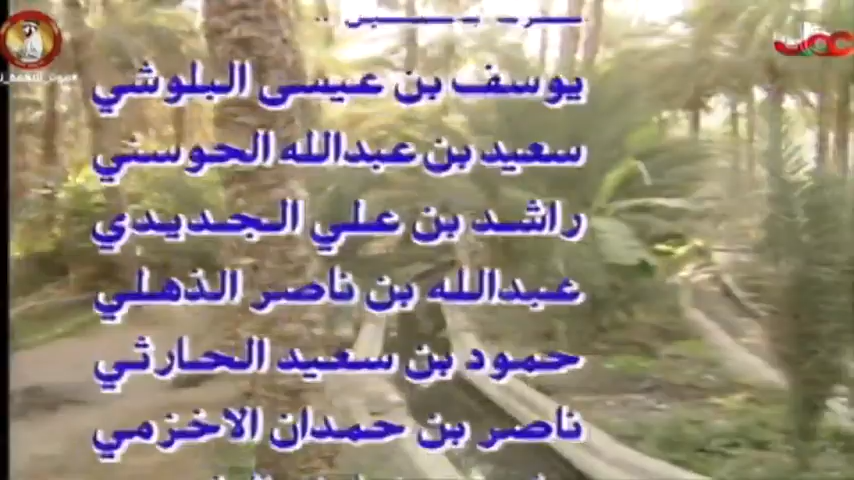 يوسف بن عيسى البلوشي
سعيد بن عبدالله الحوسني
راشد بن علي الجديدي
عبدالله بن ناصر الذهلي
حمود بن سعيد الحارثي
ناصر بن حمدان الاخزمي